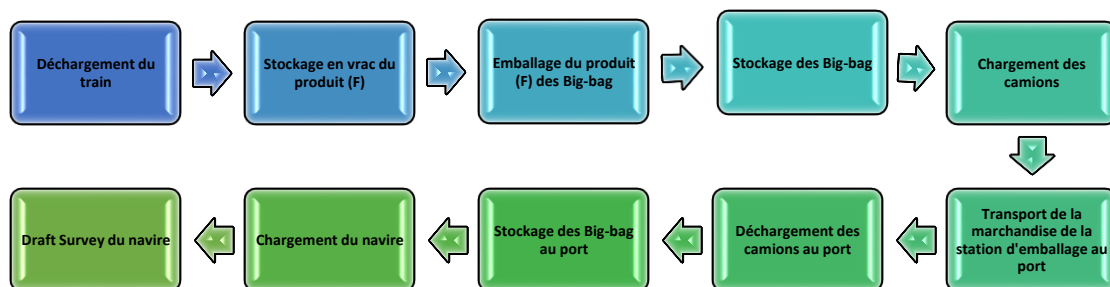 Déchargement du
train
Stockage en vrac du
produit (F)
Emballage du produit
(F) des Big-bag
Stockage des Big-bag
Chargement des
camions
Transport de la
marchandise de la
station d'emballage au
port
Déchargement des
camions au port
Stockage des Big-bag
au port
Chargement du navire
Draft Survey du navire